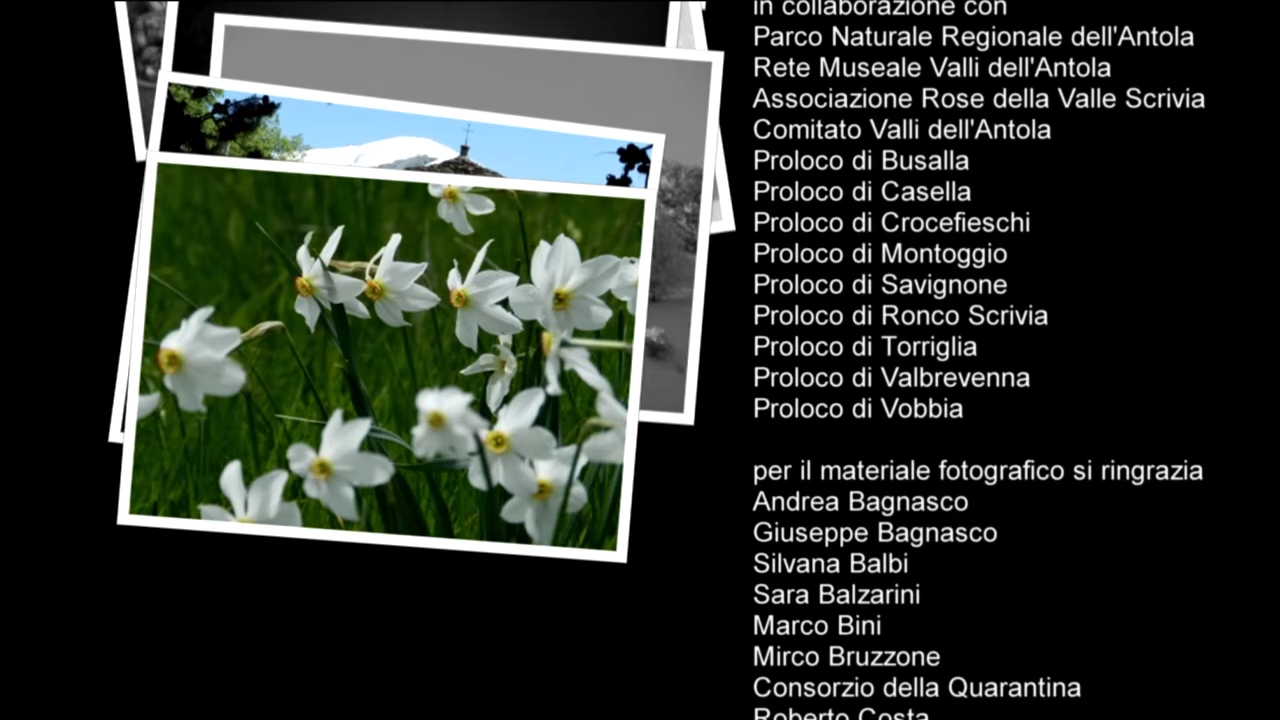 in collaborazione con
Parco Naturale Regionale dell'Antola
Rete Museale Valli dell'Antola
Associazione Rose della Valle Scrivia
Comitato Valli dell'Antola
Proloco di Busalla
Proloco di Casella
Proloco di Crocefieschi
Proloco di Montoggio
Proloco di Savignone
Proloco di Ronco Scrivia
Proloco di Torriglia
Proloco di Valbrevenna
Proloco di Vobbia
per il materiale fotografico si ringrazia
Andrea Bagnasco
Giuseppe Bagnasco
Silvana Balbi
Sara Balzarini
Marco Bini
Mirco Bruzzone
Consorzio della Quarantina
Roberto Costa